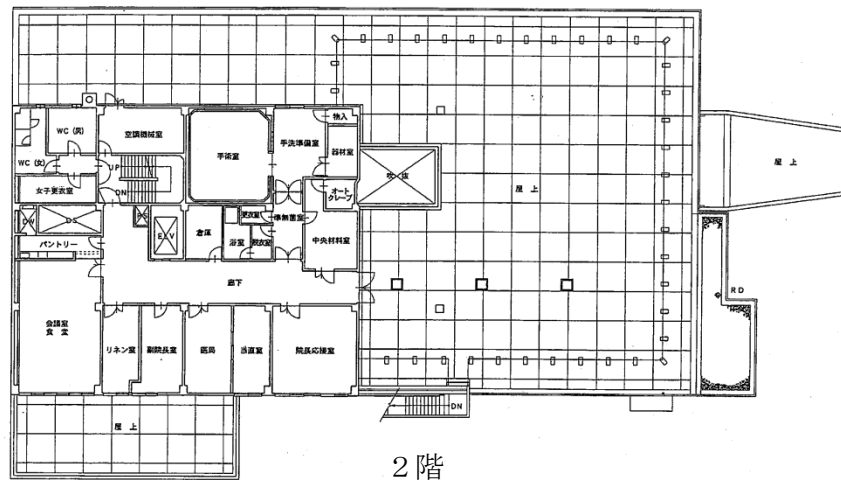 物入
WC (男)
空調機械室
手術室
手洗準備室
器材室
WC (女)
UP
吹抜
屋上
屋上
女子更衣室
DN
オート
クレーブ
DW
DS
PS
ELV
倉庫
更衣室
準無菌室
浴室
脱衣室
中央材料室
パントリー
廊下
RD
会議室
食堂
リネン室
副院長室
医局
当直室
院長応接室
屋上
DN
2階